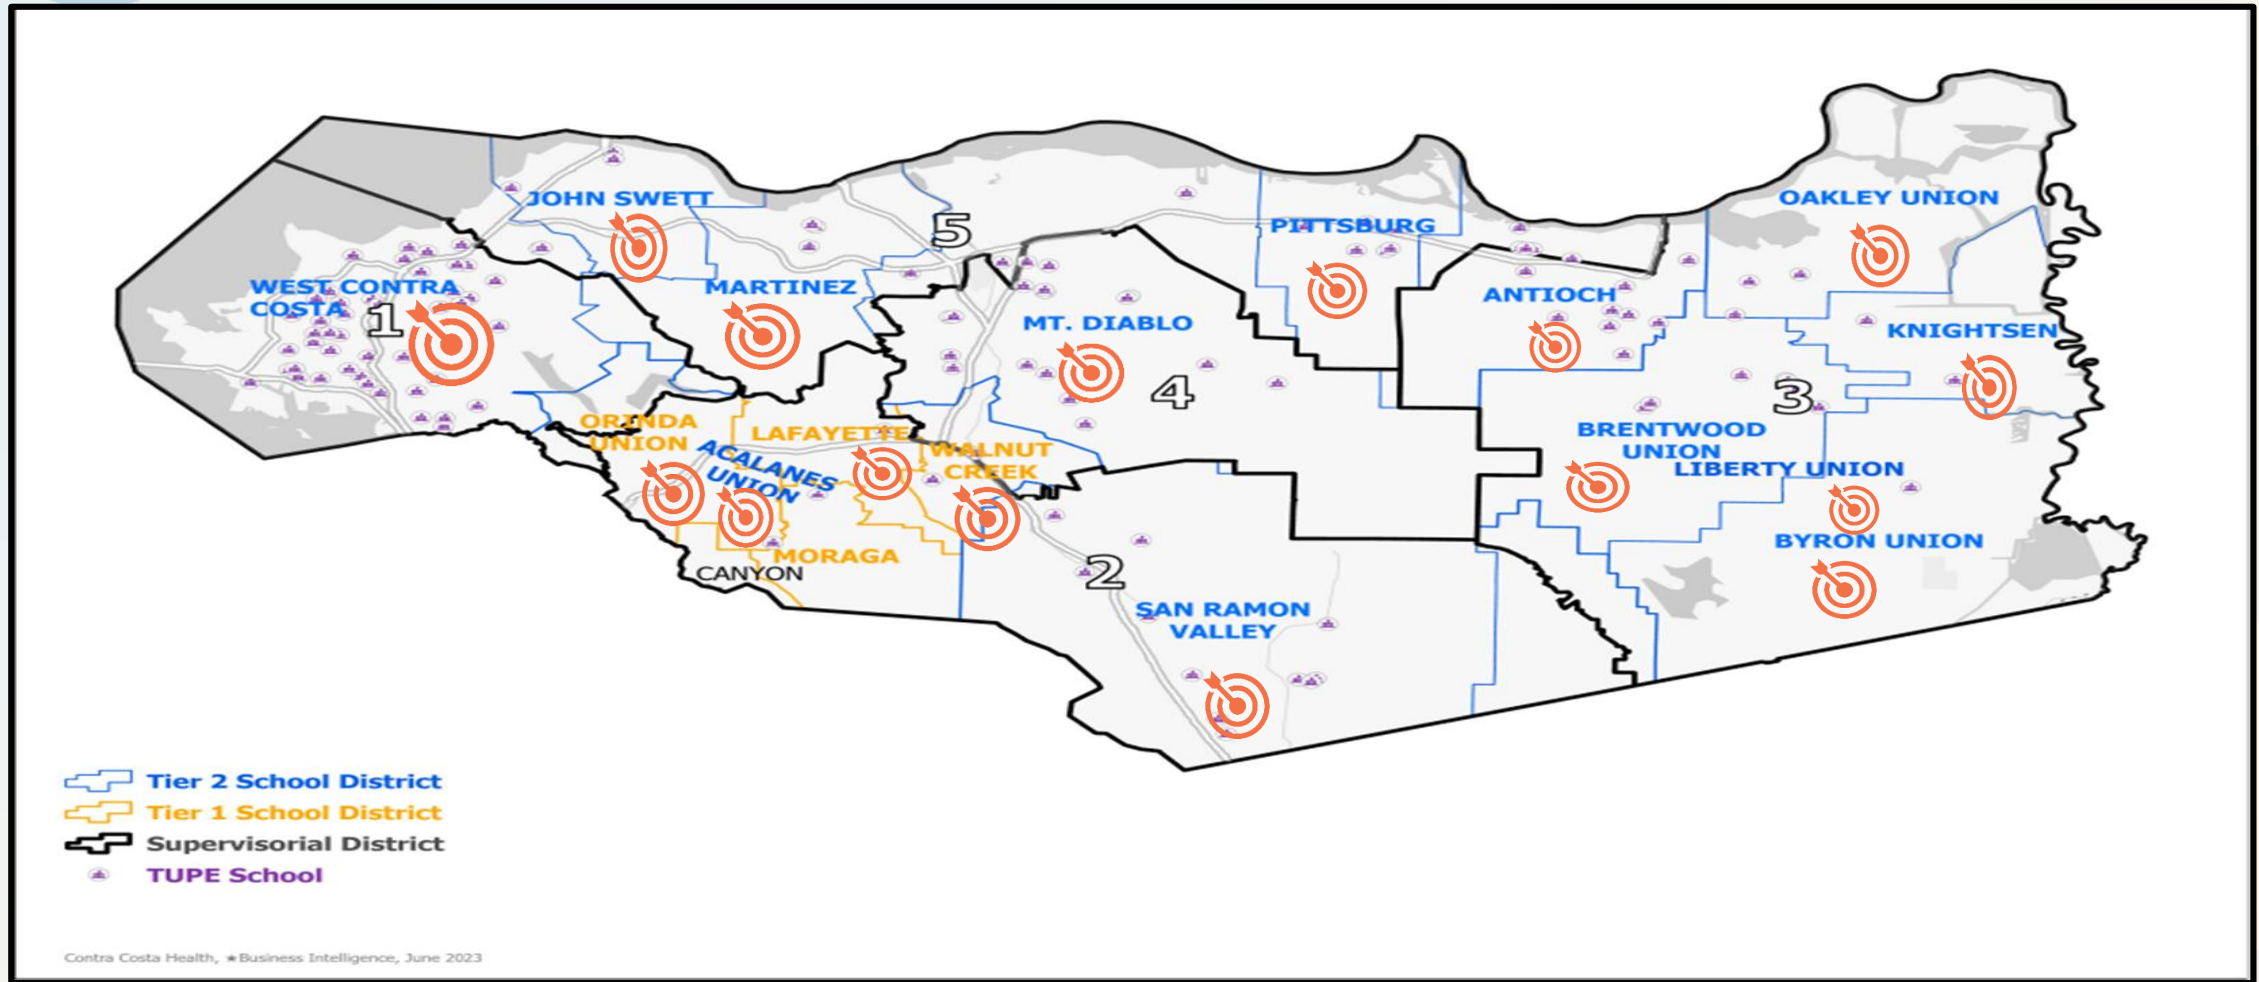 JOHN SWETT
OAKLEY UNION
5
PITTSBURG
WEST CONTRA
COSTA
1
MARTINEZ
ANTIOCH
MT. DIABLO
KNIGHTSEN
4
3
ORINDA
UNION
LAFAYETTE
ACALANES
UNION
WALNUT
CREEK
BRENTWOOD
UNION
LIBERTY UNION
MORAGA
CANYON
2
BYRON UNION
SAN RAMON
VALLEY
Tier 2 School District
Tier 1 School District
Supervisorial District
TUPE School
Contra Costa Health, ★Business Intelligence, June 2023